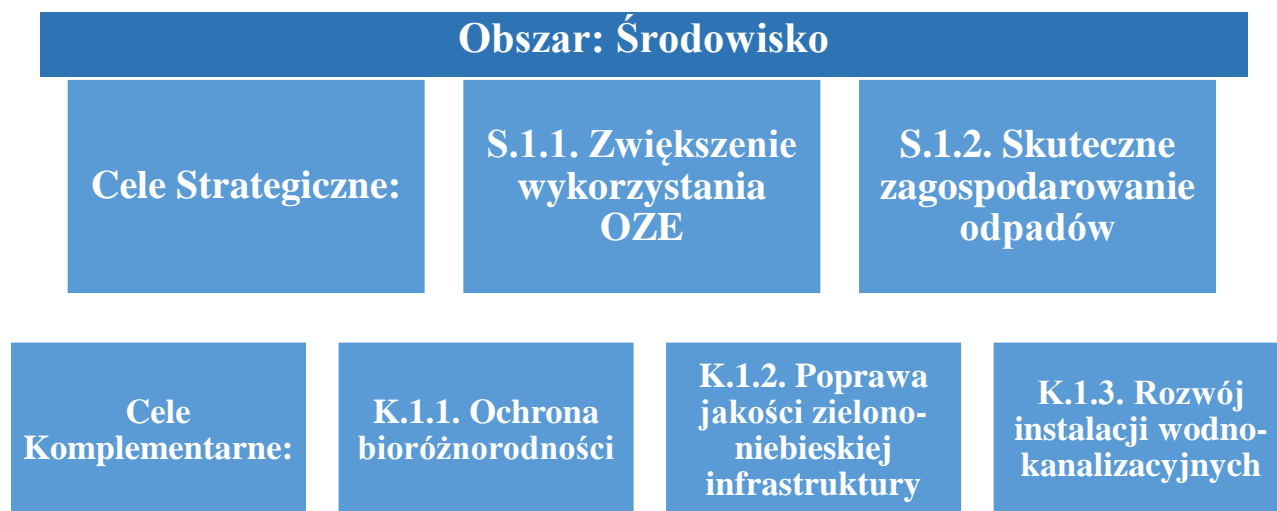 Obszar: Środowisko
Cele Strategiczne:
S.1.1. Zwiększenie
wykorzystania
OZE
S.1.2. Skuteczne
zagospodarowanie
odpadów
Cele
Komplementarne:
K.1.1. Ochrona
bioróżnorodności
K.1.2. Poprawa
jakości zielono-
niebieskiej
infrastruktury
K.1.3. Rozwój
instalacji wodno-
kanalizacyjnych